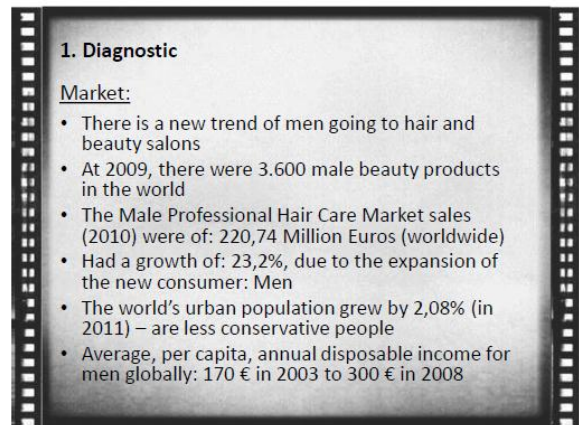 1. Diagnostic
Market:
• There is a new trend of men going to hair and
beauty salons
• At 2009, there were 3.600 male beauty products
in the world
• The Male Professional Hair Care Market sales
(2010) were of: 220,74 Million Euros (worldwide)
• Had a growth of: 23,2%, due to the expansion of
the new consumer: Men
• The world's urban population grew by 2,08% (in
2011) – are less conservative people
• Average, per capita, annual disposable income for
men globally: 170 € in 2003 to 300 € in 2008